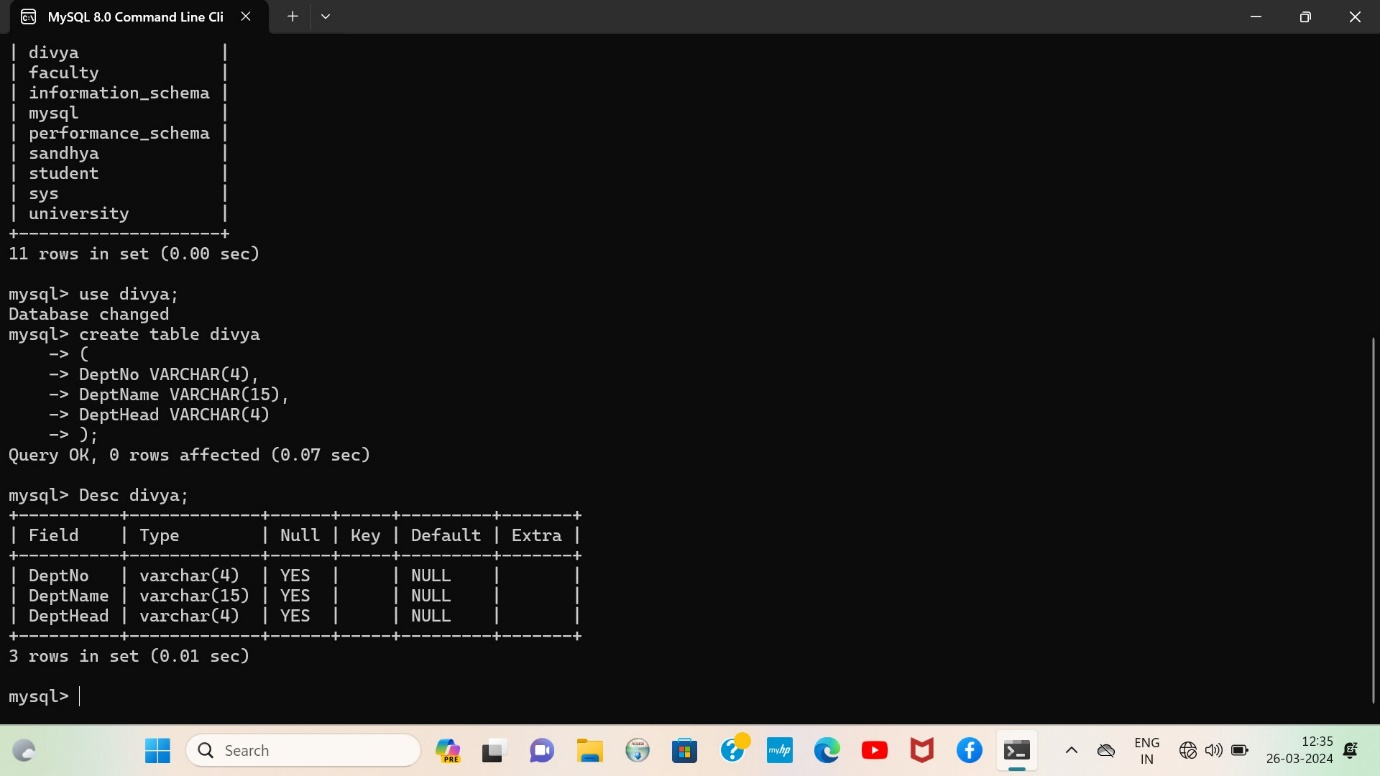 MySQL 8.0 Command Line Cli
| divya              |
| faculty            |
| information_schema |
| mysql              |
| performance_schema |
| sandhya            |
| student            |
| sys                |
| university         |
+--------------------+
11 rows in set (0.00 sec)
mysql> use divya;
Database changed
mysql> create table divya
    -> (
    -> DeptNo VARCHAR(4),
    -> DeptName VARCHAR(15),
    -> DeptHead VARCHAR(4)
    -> );
Query OK, 0 rows affected (0.07 sec)
mysql> Desc divya;
+----------+-------------+------+-----+---------+-------+
| Field    | Type        | Null | Key | Default | Extra |
+----------+-------------+------+-----+---------+-------+
| DeptNo   | varchar(4)  | YES  |     | NULL    |       |
| DeptName | varchar(15) | YES  |     | NULL    |       |
| DeptHead | varchar(4)  | YES  |     | NULL    |       |
+----------+-------------+------+-----+---------+-------+
3 rows in set (0.01 sec)
mysql>
Search
PRE
myhp
ENG
IN
12:35
26-03-2024